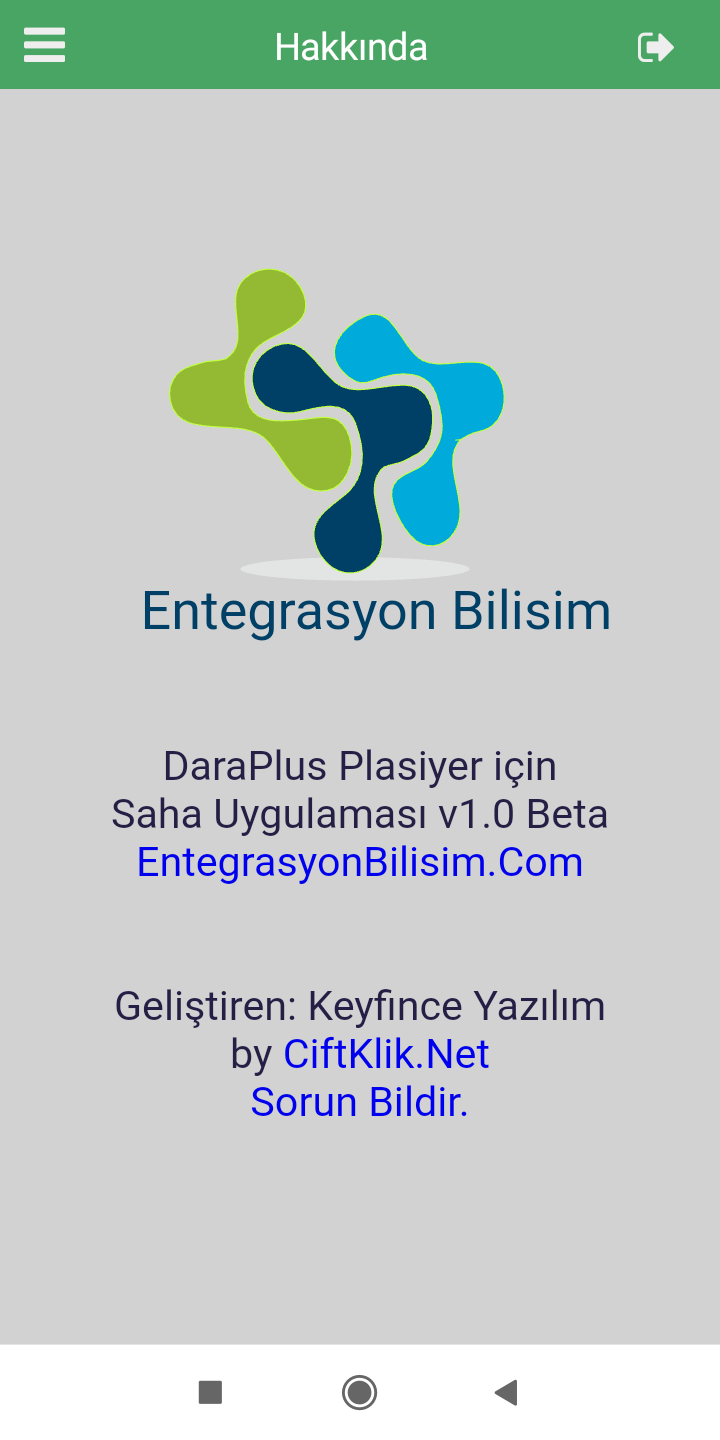 Hakkında
Entegrasyon Bilisim
DaraPlus Plasiyer için
Saha Uygulaması v1.0 Beta
EntegrasyonBilisim.Com
Geliştiren: Keyfince Yazılım
by CiftKlik.Net
Sorun Bildir.